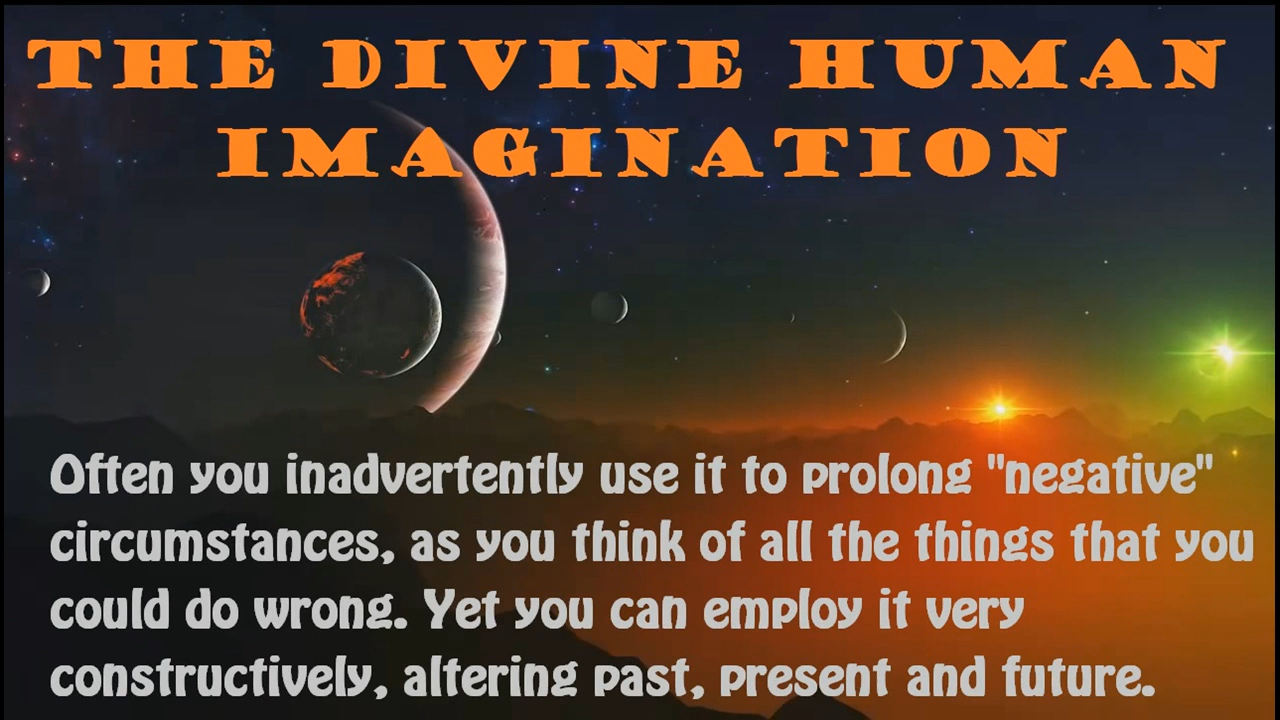 THE DIVINE HUMAN
IMAGINATION
Often you inadvertently use it to prolong "negative"
circumstances, as you think of all the things that you
could do wrong. Yet you can employ it very
constructively, altering past, present and future.